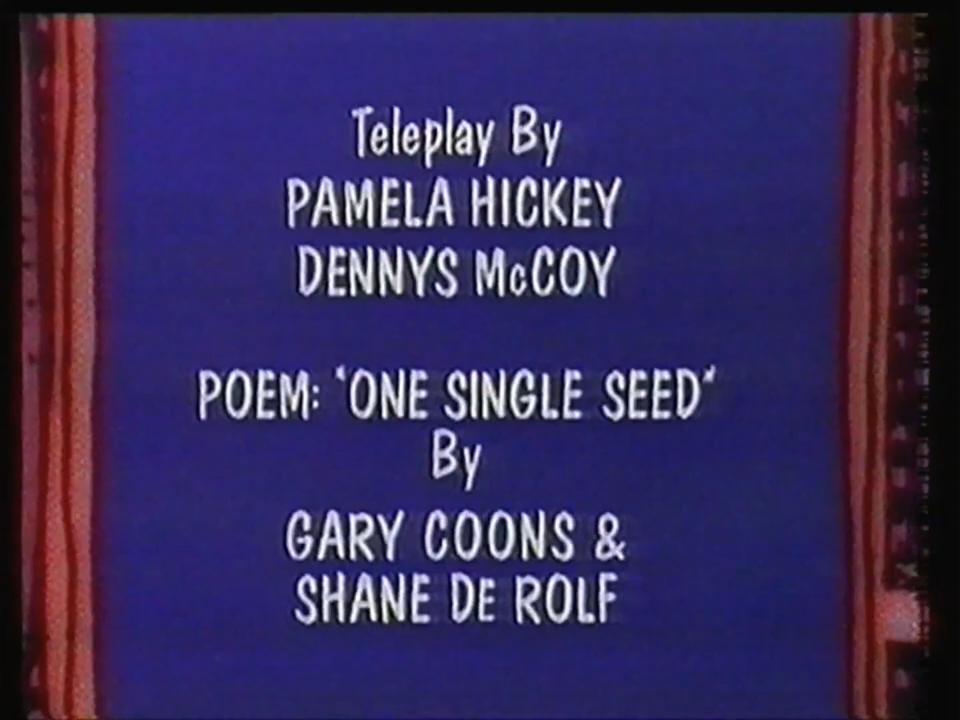 Teleplay By
PAMELA HICKEY
DENNYS McCOY
POEM: "ONE SINGLE SEED"
By
GARY COONS &
SHANE DE ROLF